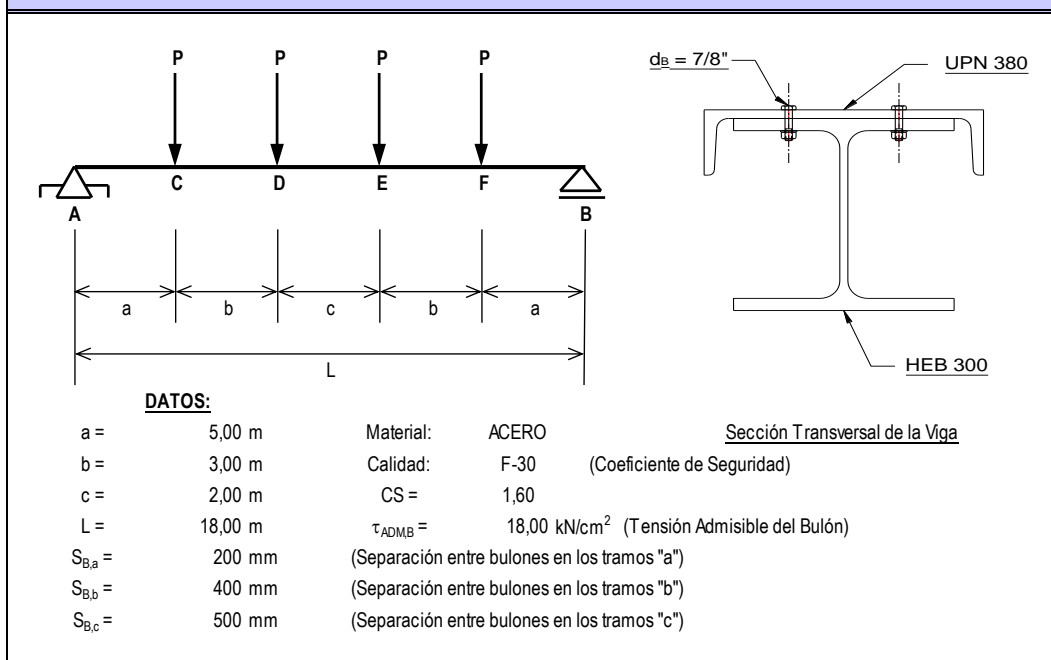 P P P P
C D E F
A B
a b c b a
L
dB = 7/8"
UPN 380
HEB 300
DATOS:
a = 5,00 m Material: ACERO Sección Transversal de la Viga
b = 3,00 m Calidad: F-30 (Coeficiente de Seguridad)
c = 2,00 m CS = 1,60
L = 18,00 m τADM,B = 18,00 kN/cm² (Tensión Admisible del Bulón)
SB,a = 200 mm (Separación entre bulones en los tramos "a")
SB,b = 400 mm (Separación entre bulones en los tramos "b")
SB,c = 500 mm (Separación entre bulones en los tramos "c")